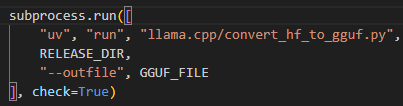 subprocess.run([
    "uv", "run", "llama.cpp/convert_hf_to_gguf.py",
    RELEASE_DIR,
    "--outfile", GGUF_FILE
], check=True)